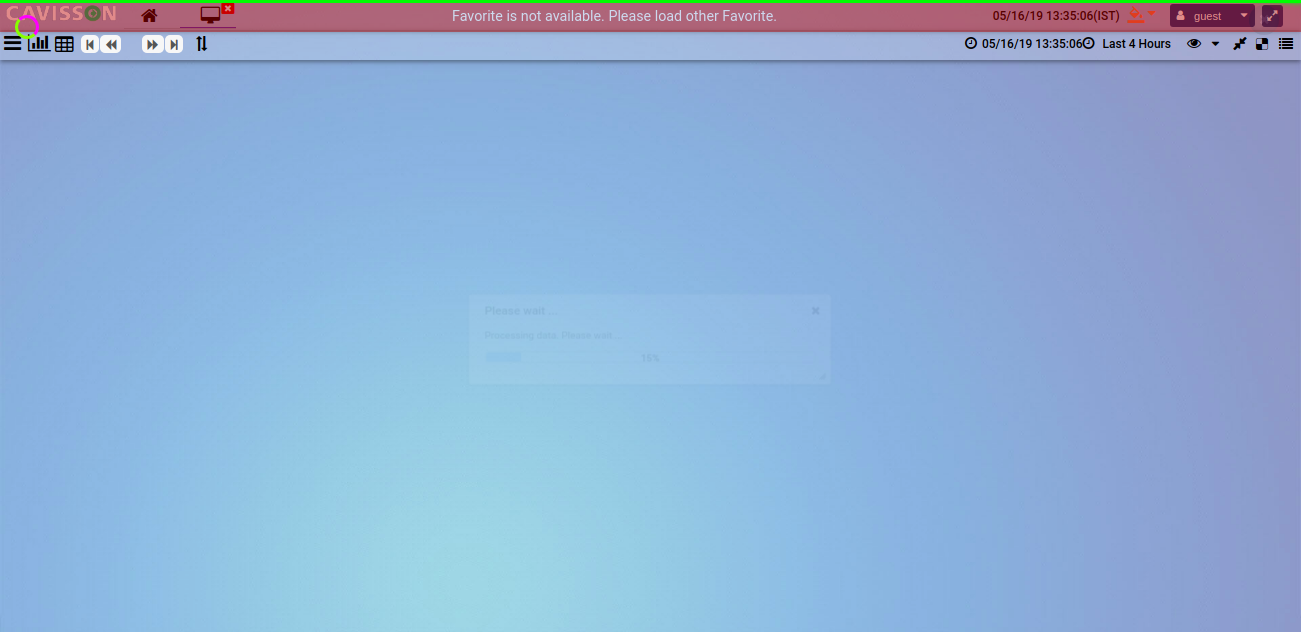 CAVISSON
Favorite is not available. Please load other Favorite.
05/16/19 13:35:06(IST)
guest
05/16/19 13:35:06
Last 4 Hours
Please wait ...
Processing data. Please wait ...
15%